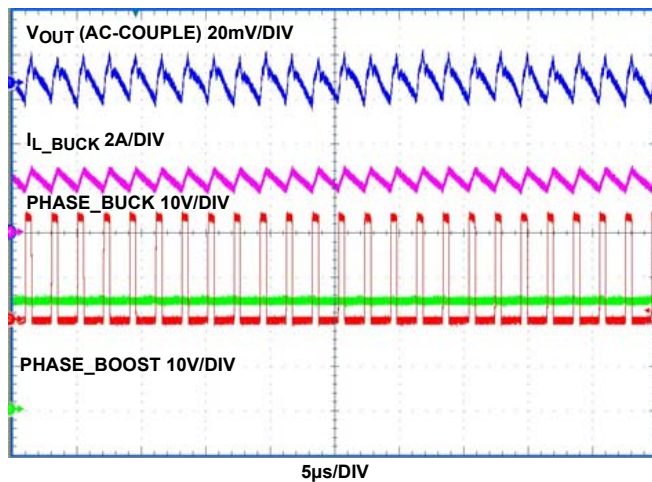 VOUT (AC-COUPLE) 20mV/DIV
IL_BUCK 2A/DIV
PHASE_BUCK 10V/DIV
PHASE_BOOST 10V/DIV
5µs/DIV